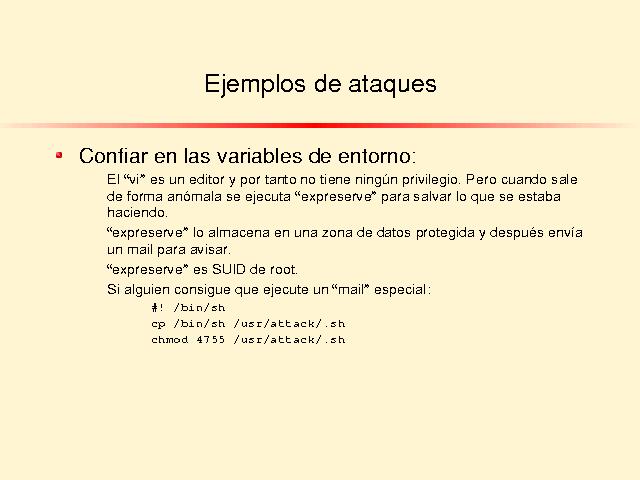 Ejemplos de ataques
Confiar en las variables de entorno:
El “vi” es un editor y por tanto no tiene ningún privilegio. Pero cuando sale
de forma anómala se ejecuta “expreserve” para salvar lo que se estaba
haciendo.
“expreserve” lo almacena en una zona de datos protegida y después envía
un mail para avisar.
“expreserve” es SUID de root.
Si alguien consigue que ejecute un “mail” especial:
#! /bin/sh
cp /bin/sh /usr/attack/.sh
chmod 4755 /usr/attack/.sh